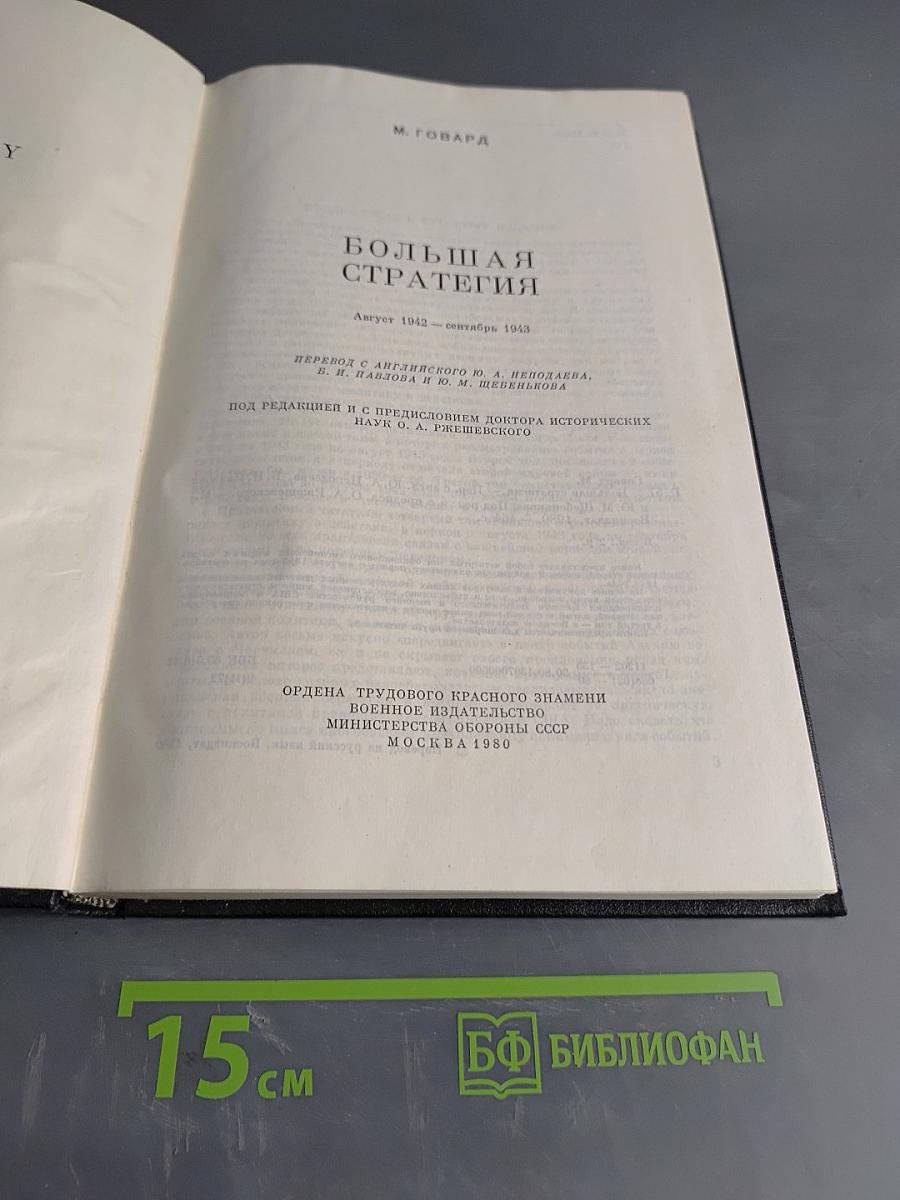 Y
М. ГОВАРД
БОЛЬШАЯ
СТРАТЕГИЯ
Август 1942 — сентябрь 1943
ПЕРЕВОД С АНГЛИЙСКОГО Ю. А. НЕПОДАЕВА,
Б. И. ПАВЛОВА И Ю. М. ЩЕБЕНЬКОВА
ПОД РЕДАКЦИЕЙ И С ПРЕДИСЛОВИЕМ ДОКТОРА ИСТОРИЧЕСКИХ
НАУК О. А. РЖЕШЕВСКОГО
ОРДЕНА ТРУДОВОГО КРАСНОГО ЗНАМЕНИ
ВОЕННОЕ ИЗДАТЕЛЬСТВО
МИНИСТЕРСТВА ОБОРОНЫ СССР
МОСКВА 1980
15 см
БФ БИБЛИОФАН